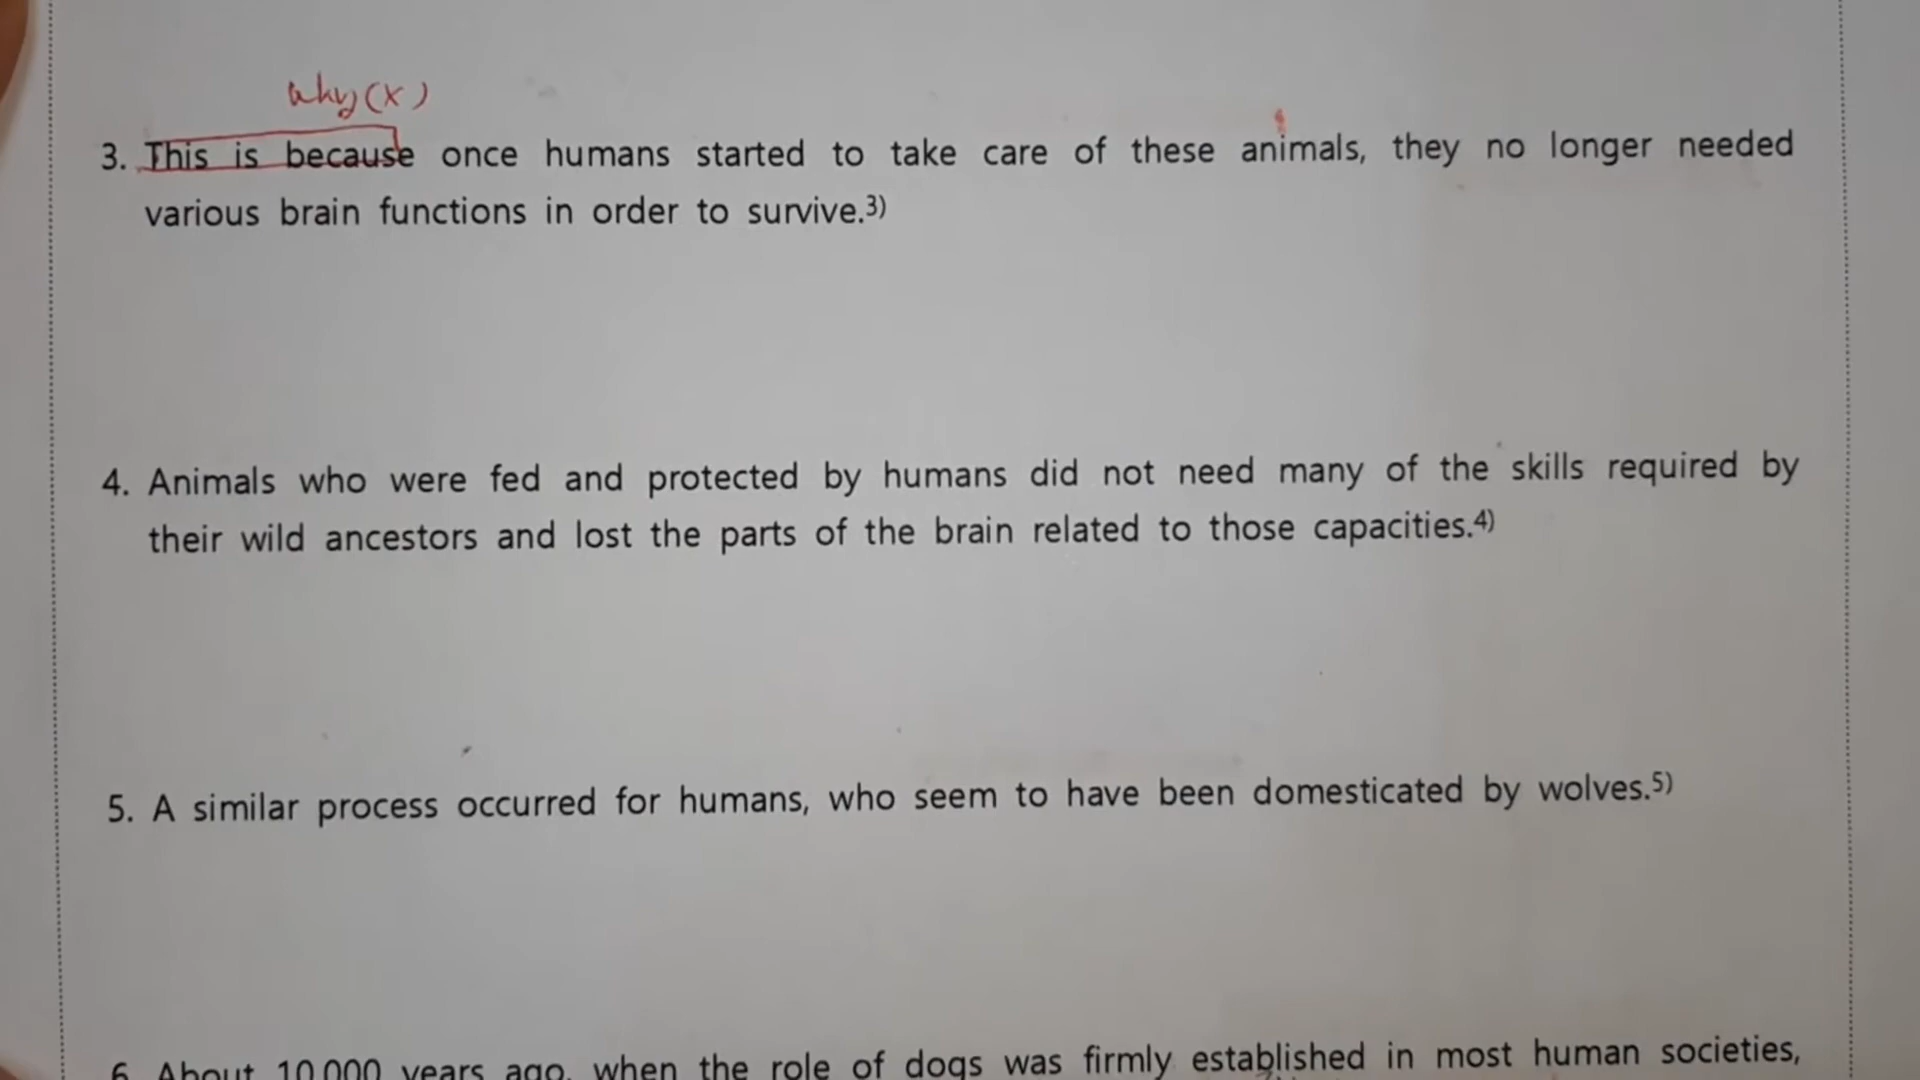 why(x)
3. This is because once humans started to take care of these animals, they no longer needed
various brain functions in order to survive.3)
4. Animals who were fed and protected by humans did not need many of the skills required by
their wild ancestors and lost the parts of the brain related to those capacities.4)
5. A similar process occurred for humans, who seem to have been domesticated by wolves.5)
6. About 10,000 years ago, when the role of dogs was firmly established in most human societies,